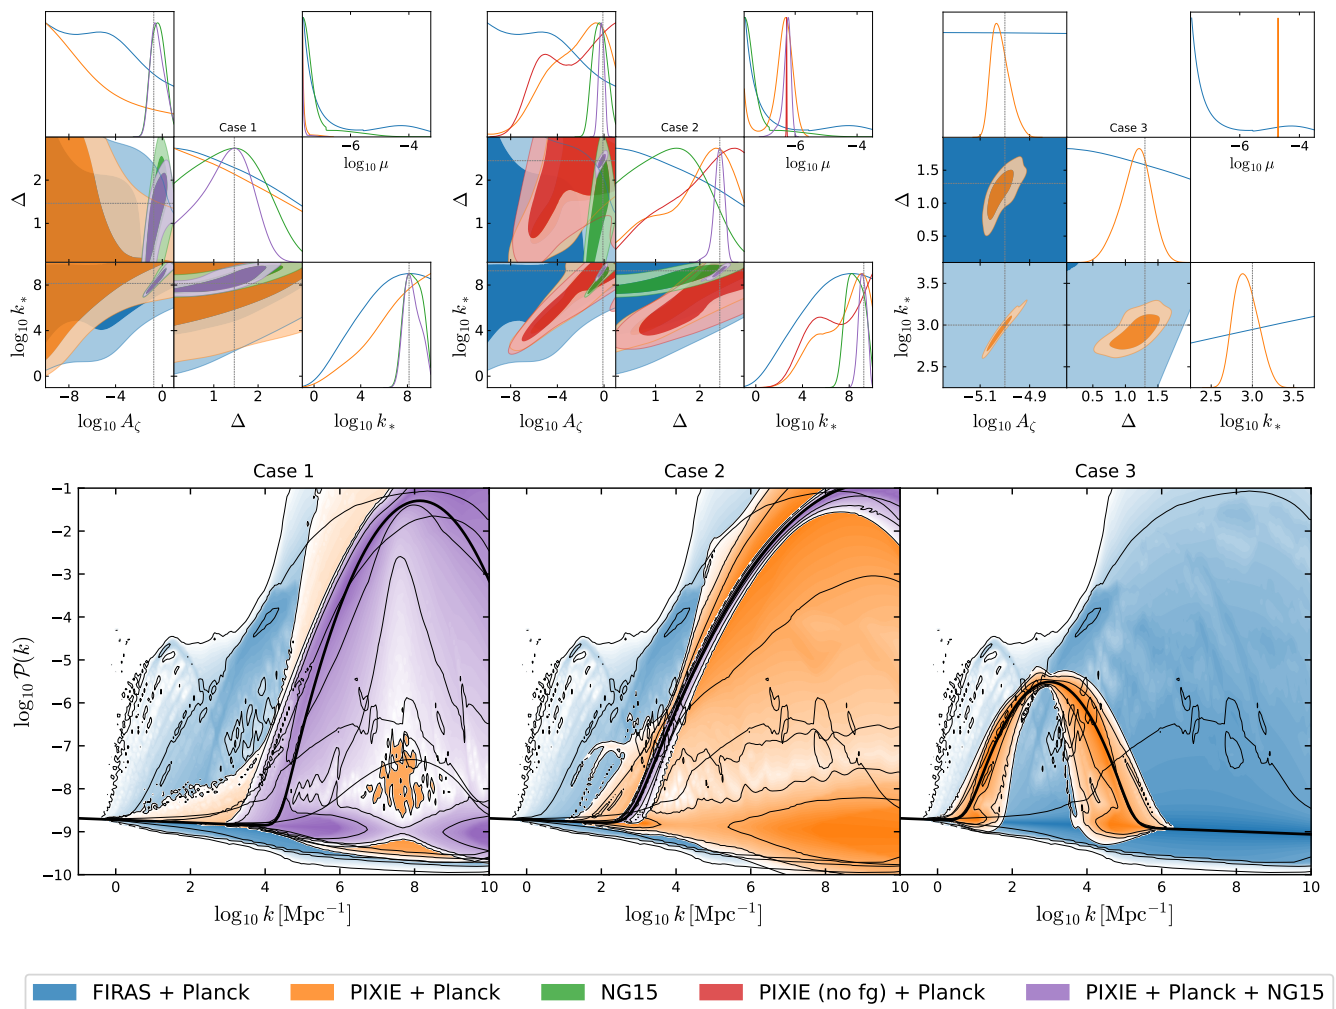 Case 1
−6
−4
log₁₀ μ
Δ
2
1
log₁₀ k*
8
4
0
−8
−4
0
log₁₀ Aζ
1
2
Δ
0
4
8
log₁₀ k*
Case 2
−6
−4
log₁₀ μ
Δ
2
1
log₁₀ k*
8
4
0
−8
−4
0
log₁₀ Aζ
1
2
Δ
0
4
8
log₁₀ k*
Case 3
−6
−4
log₁₀ μ
Δ
1.5
1.0
0.5
log₁₀ k*
3.5
3.0
2.5
−5.1
−4.9
log₁₀ Aζ
0.5
1.0
1.5
Δ
2.5
3.0
3.5
log₁₀ k*
Case 1
Case 2
Case 3
log₁₀ 𝒫(k)
−1
−2
−3
−4
−5
−6
−7
−8
−9
−10
0 2 4 6 8 10
log₁₀ k [Mpc⁻¹]
0 2 4 6 8 10
log₁₀ k [Mpc⁻¹]
0 2 4 6 8 10
log₁₀ k [Mpc⁻¹]
FIRAS + Planck PIXIE + Planck NG15 PIXIE (no fg) + Planck PIXIE + Planck + NG15